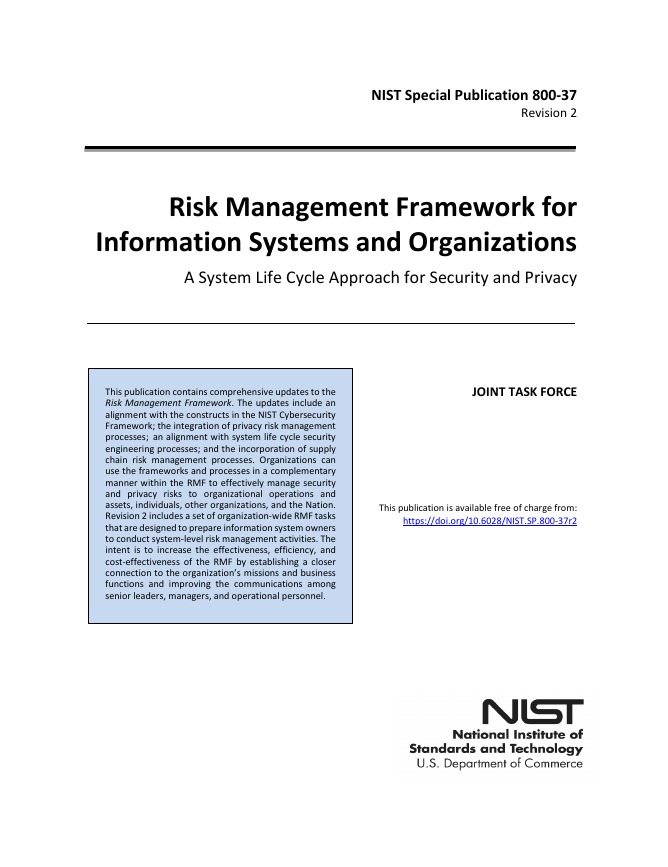 NIST Special Publication 800-37
Revision 2
Risk Management Framework for
Information Systems and Organizations
A System Life Cycle Approach for Security and Privacy
This publication contains comprehensive updates to the
Risk Management Framework. The updates include an
alignment with the constructs in the NIST Cybersecurity
Framework; the integration of privacy risk management
processes; an alignment with system life cycle security
engineering processes; and the incorporation of supply
chain risk management processes. Organizations can
use the frameworks and processes in a complementary
manner within the RMF to effectively manage security
and privacy risks to organizational operations and
assets, individuals, other organizations, and the Nation.
Revision 2 includes a set of organization-wide RMF tasks
that are designed to prepare information system owners
to conduct system-level risk management activities. The
intent is to increase the effectiveness, efficiency, and
cost-effectiveness of the RMF by establishing a closer
connection to the organization’s missions and business
functions and improving the communications among
senior leaders, managers, and operational personnel.
JOINT TASK FORCE
This publication is available free of charge from:
https://doi.org/10.6028/NIST.SP.800-37r2
NIST
National Institute of
Standards and Technology
U.S. Department of Commerce